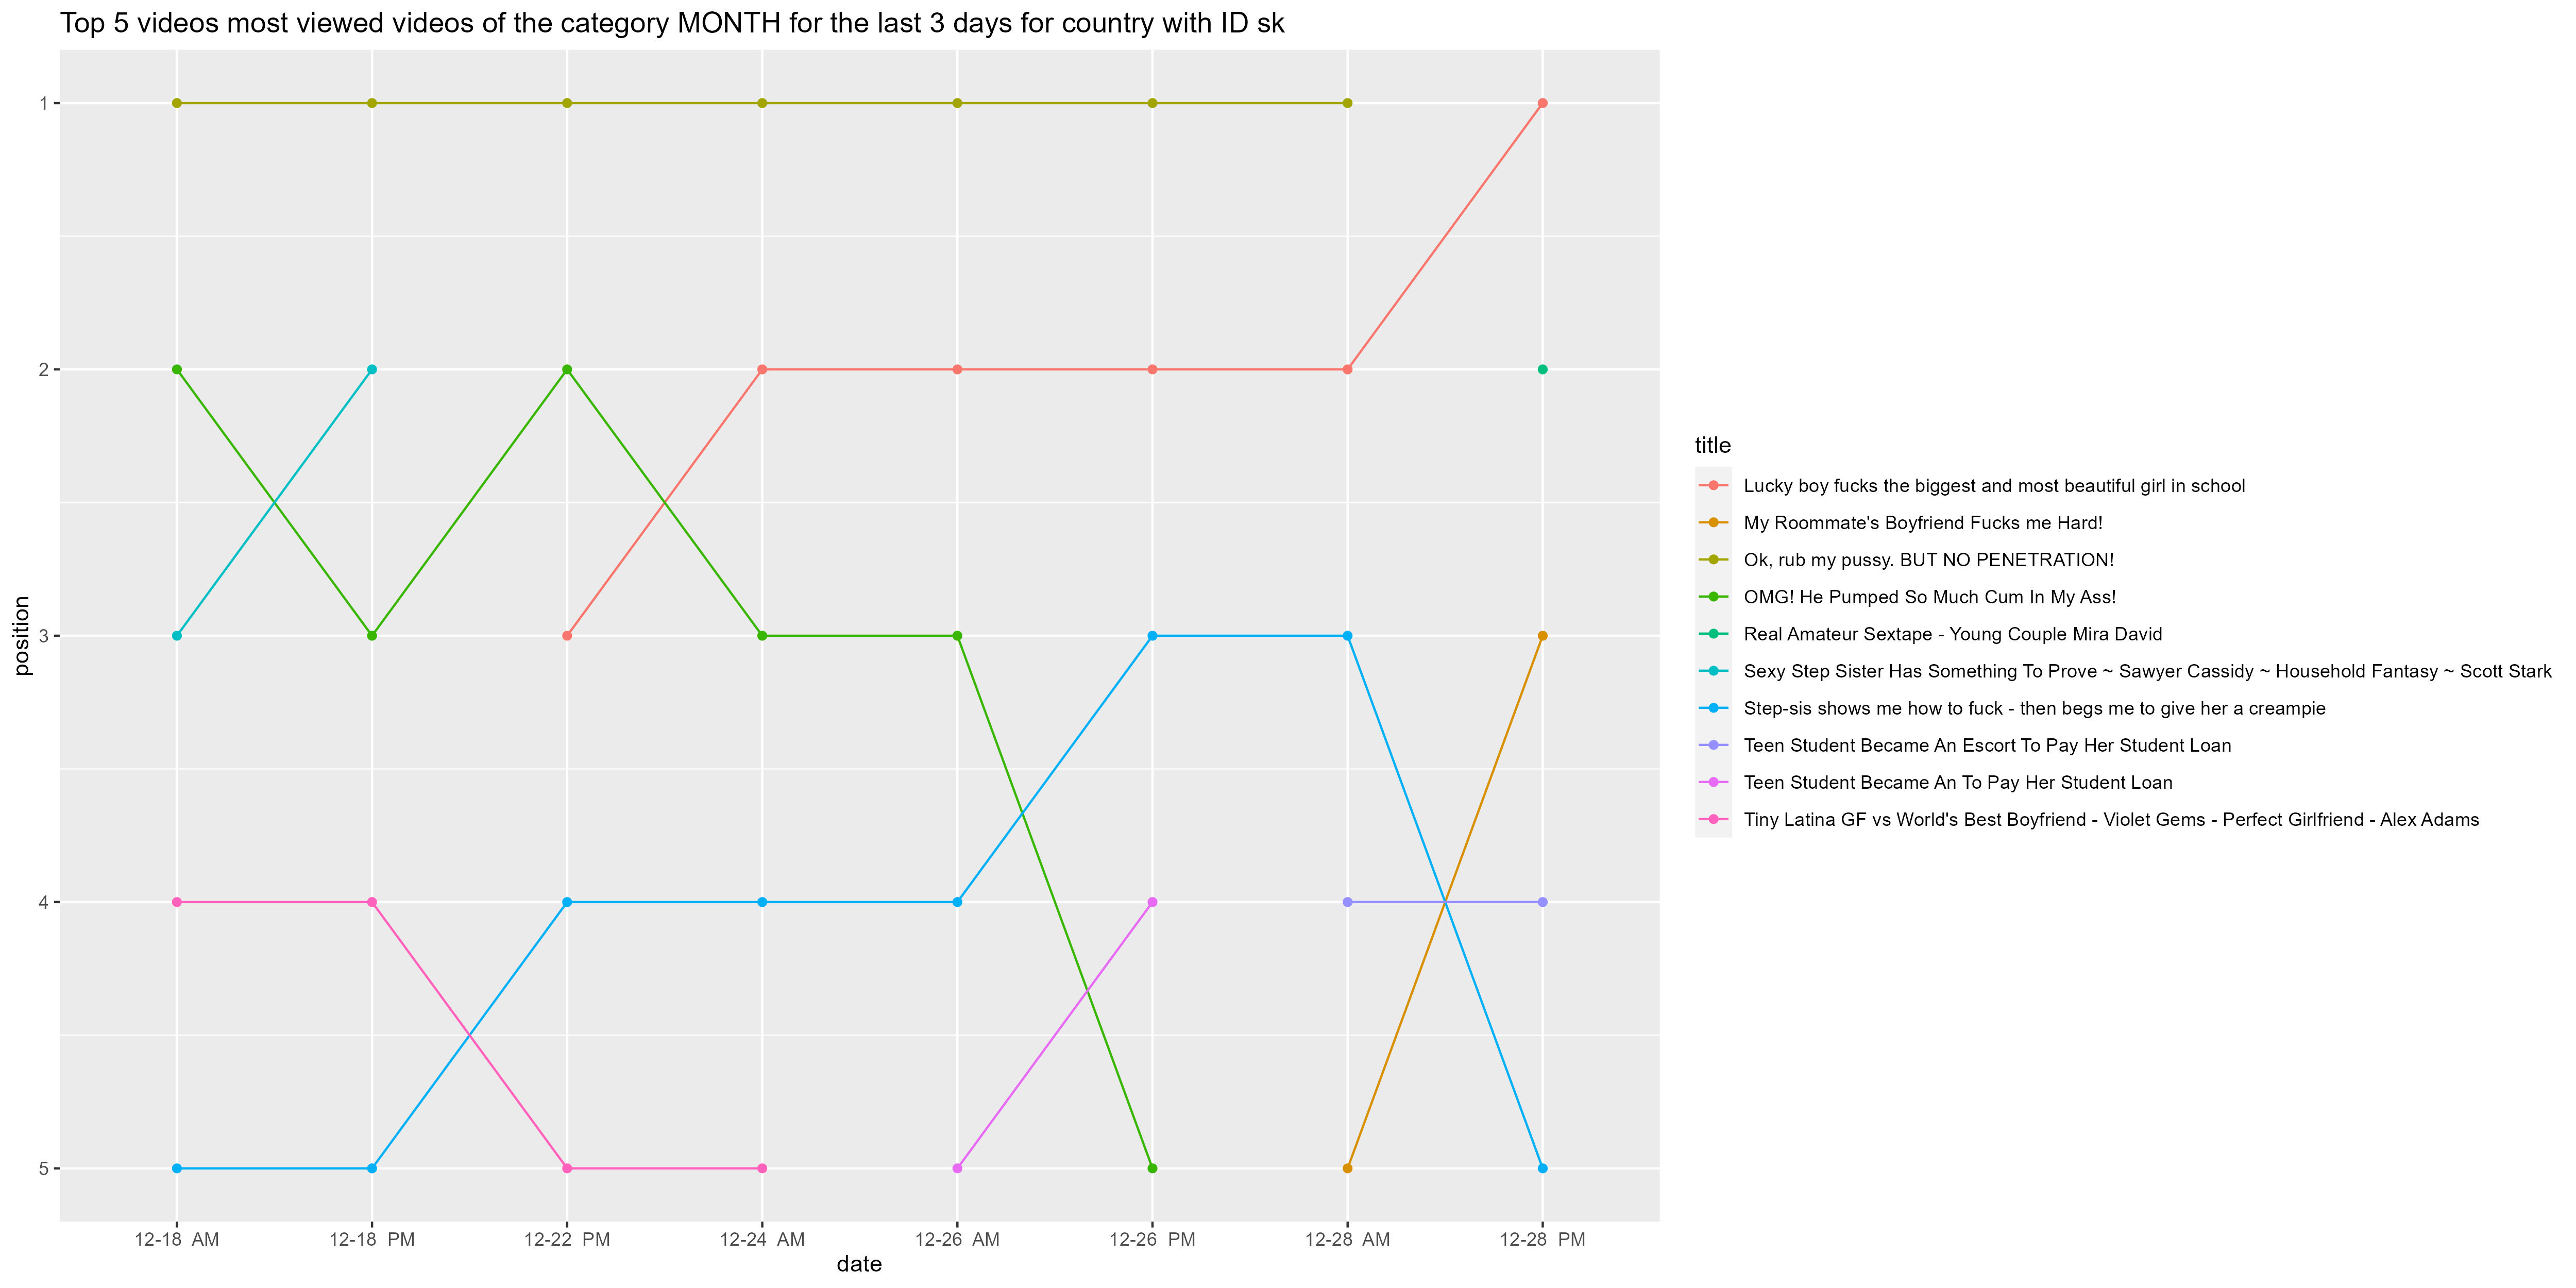 Top 5 videos most viewed videos of the category MONTH for the last 3 days for country with ID sk
position
1
2
3
4
5
12-18 AM
12-18 PM
12-22 PM
12-24 AM
12-26 AM
12-26 PM
12-28 AM
12-28 PM
date
title
Lucky boy fucks the biggest and most beautiful girl in school
My Roommate's Boyfriend Fucks me Hard!
Ok, rub my pussy. BUT NO PENETRATION!
OMG! He Pumped So Much Cum In My Ass!
Real Amateur Sextape - Young Couple Mira David
Sexy Step Sister Has Something To Prove ~ Sawyer Cassidy ~ Household Fantasy ~ Scott Stark
Step-sis shows me how to fuck - then begs me to give her a creampie
Teen Student Became An Escort To Pay Her Student Loan
Teen Student Became An To Pay Her Student Loan
Tiny Latina GF vs World's Best Boyfriend - Violet Gems - Perfect Girlfriend - Alex Adams